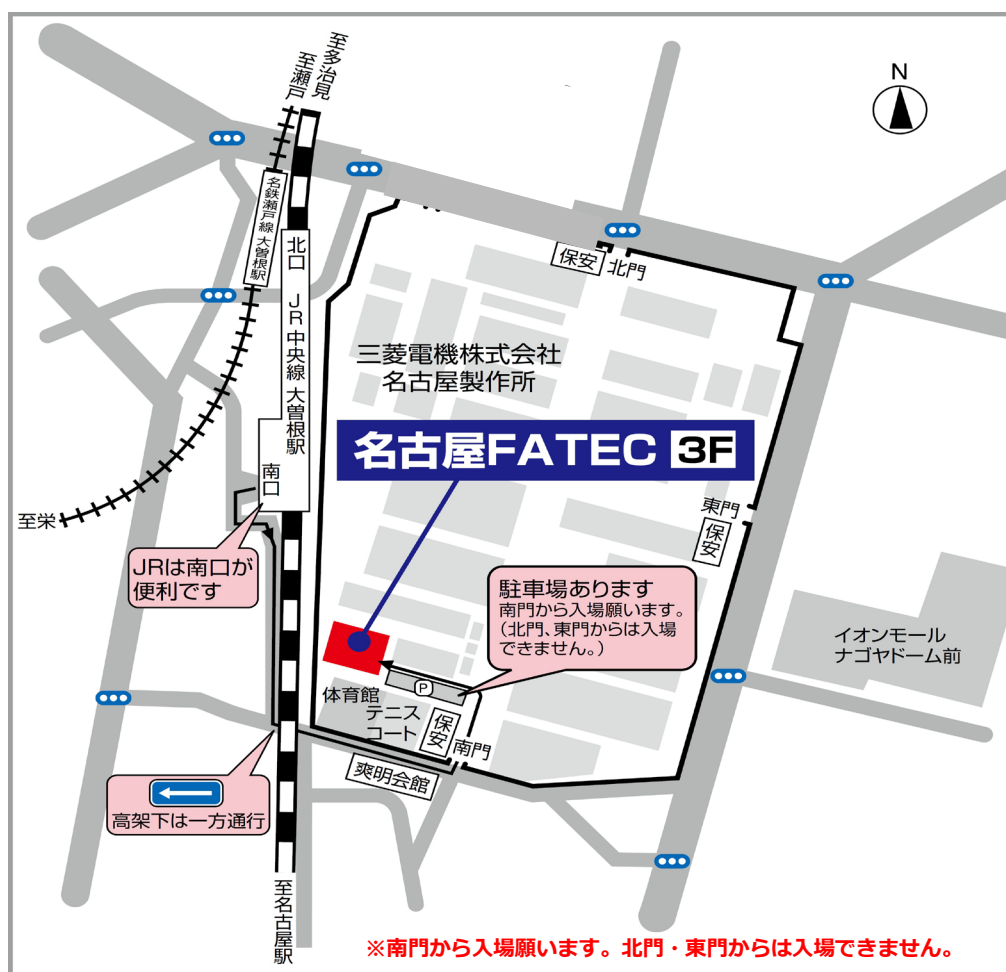 至多治見
至瀬戸
N
名鉄瀬戸線 大曽根駅
北口
JR中央線 大曽根駅
南口
保安
北門
三菱電機株式会社
名古屋製作所
名古屋FATEC 3F
東門
保安
至栄
JRは南口が
便利です
駐車場あります
南門から入場願います。
(北門、東門からは入場
できません。)
イオンモール
ナゴヤドーム前
P
体育館
テニス
コート
保安
南門
爽明会館
高架下は一方通行
至名古屋駅
※南門から入場願います。北門・東門からは入場できません。